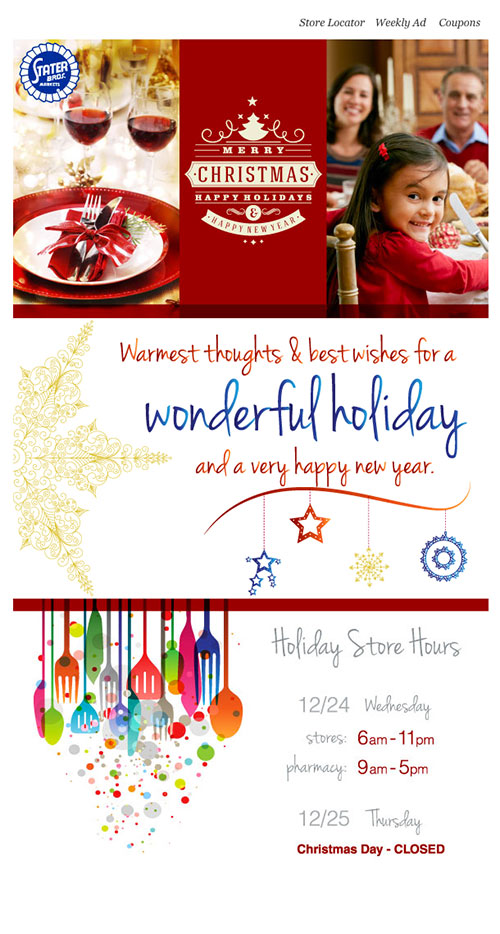 Store Locator Weekly Ad Coupons
STATER
BROS.
MARKETS
MERRY
CHRISTMAS
HAPPY HOLIDAYS
&
HAPPY NEW YEAR
Warmest thoughts & best wishes for a
wonderful holiday
and a very happy new year.
Holiday Store Hours
12/24 Wednesday
stores: 6am-11pm
pharmacy: 9am-5pm
12/25 Thursday
Christmas Day - CLOSED